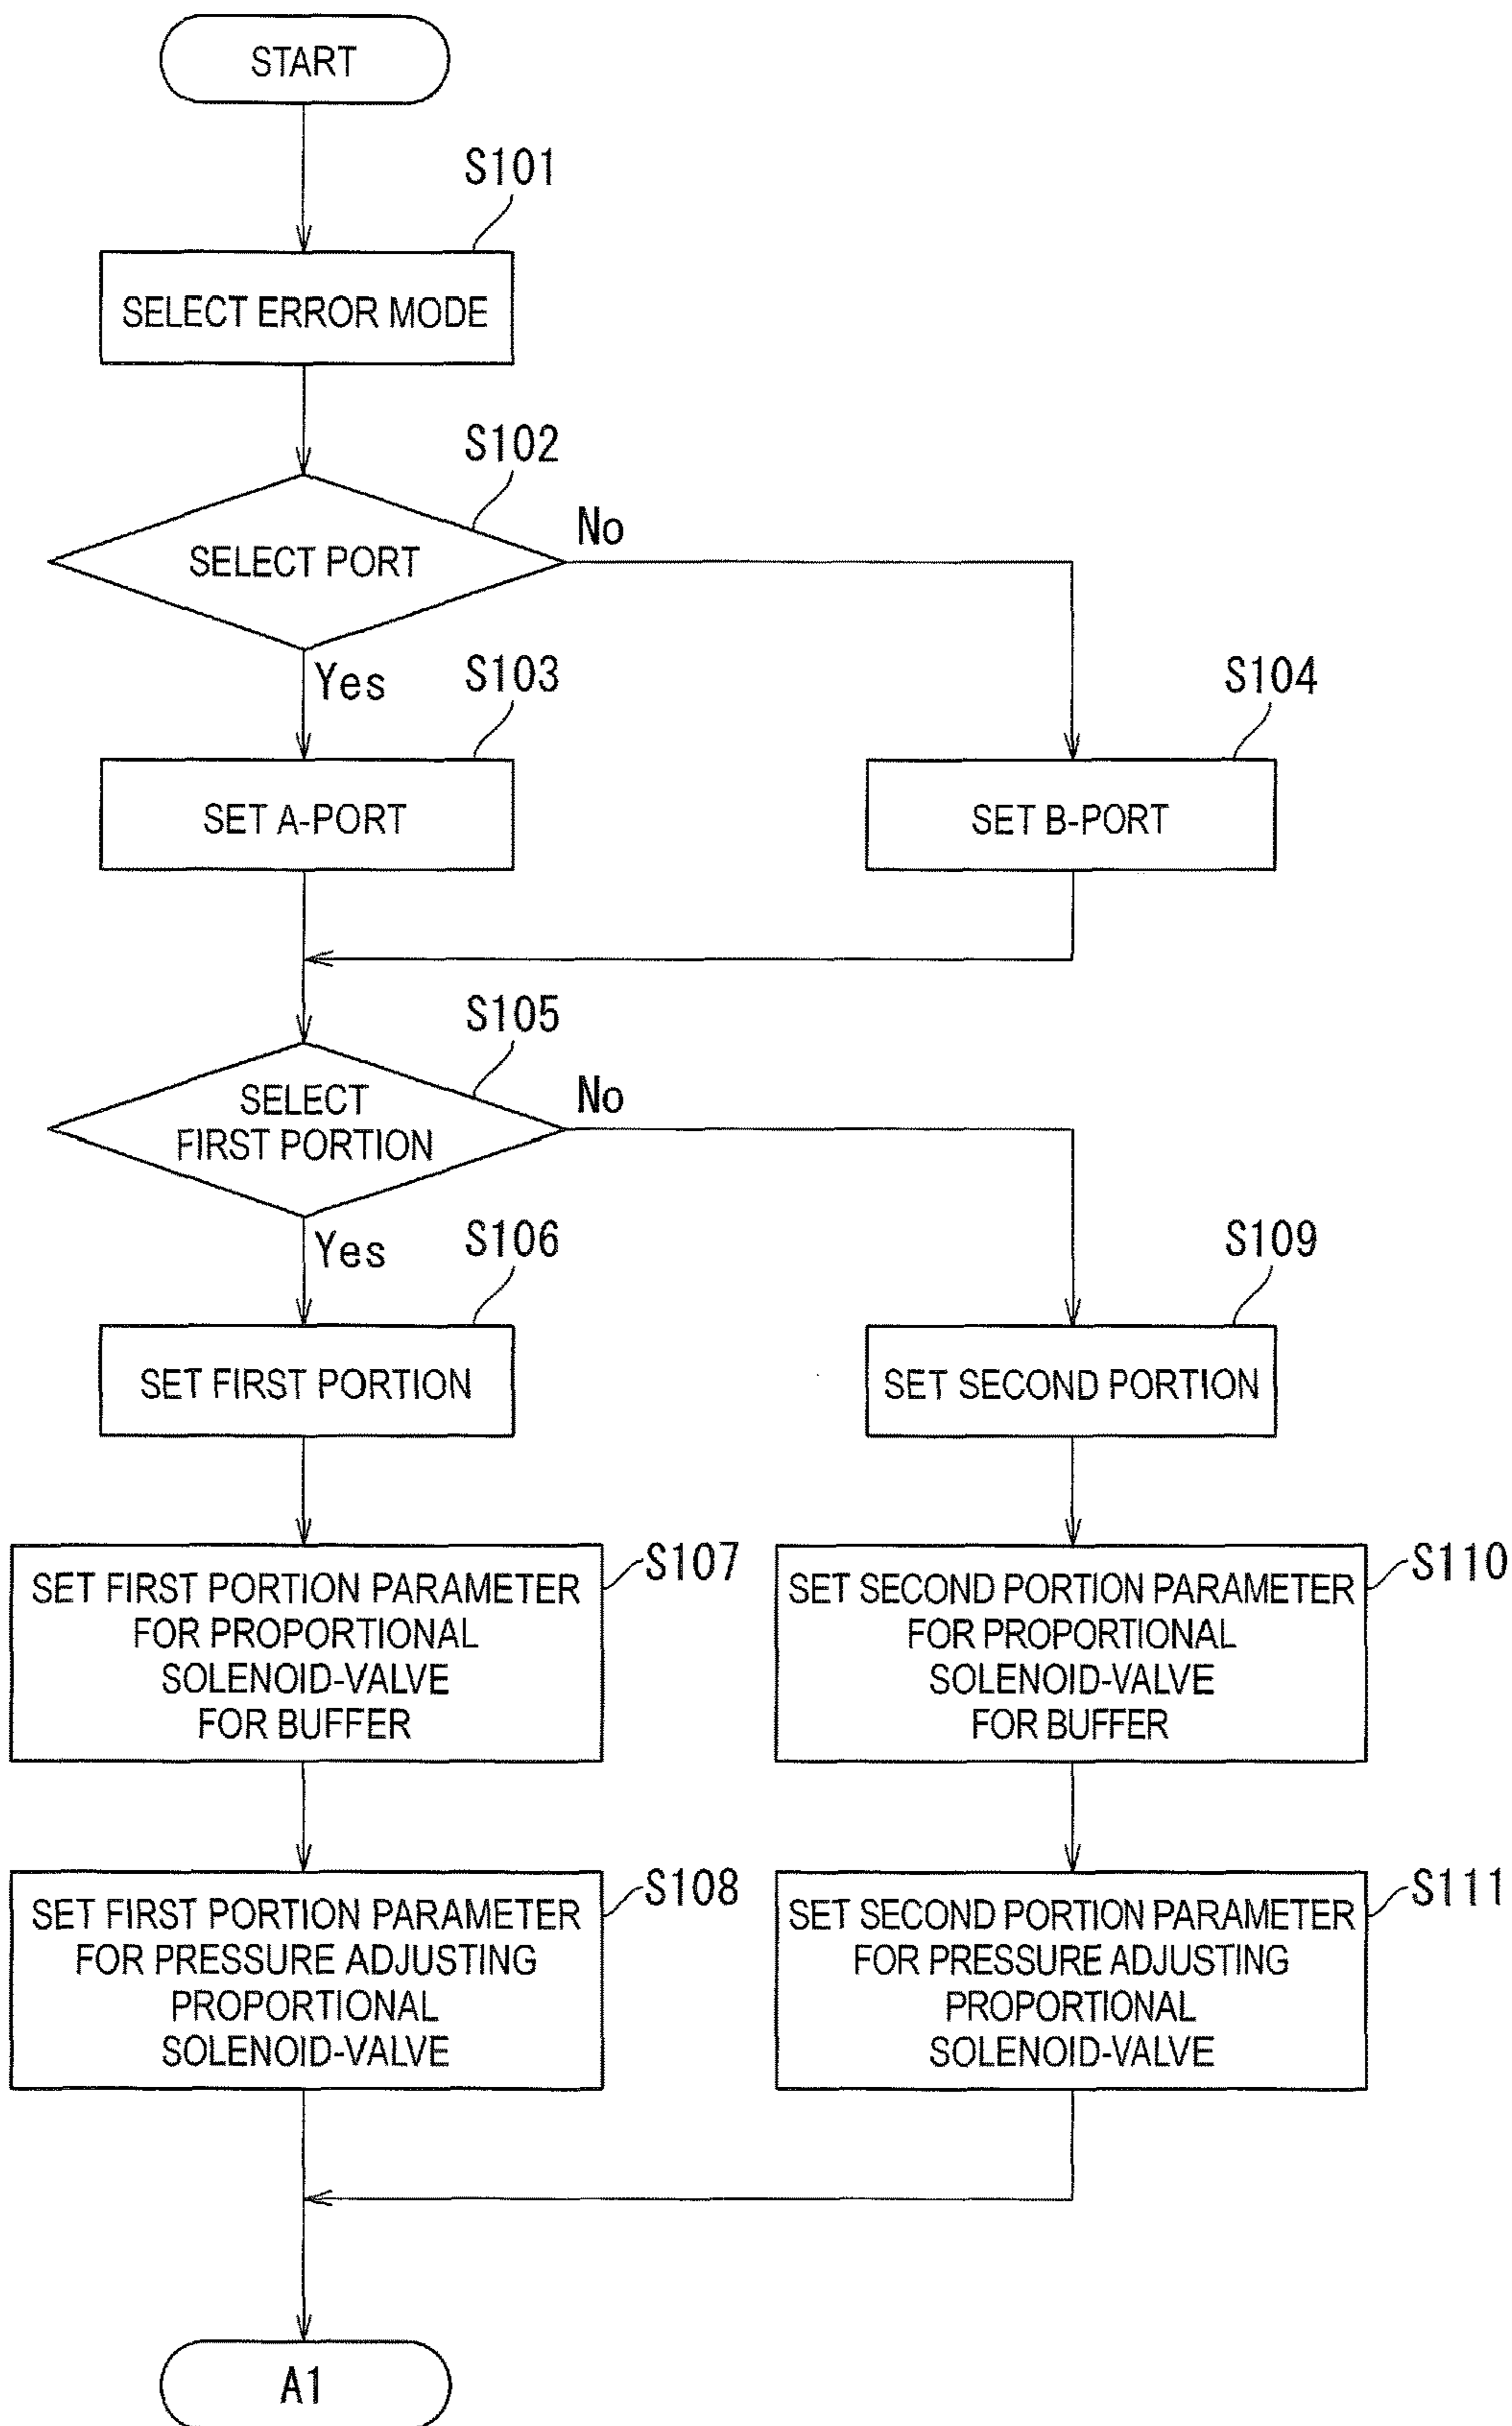 START
S101
SELECT ERROR MODE
S102
SELECT PORT
No
Yes
S103
S104
SET A-PORT
SET B-PORT
S105
SELECT
FIRST PORTION
No
Yes
S106
S109
SET FIRST PORTION
SET SECOND PORTION
S107
SET FIRST PORTION PARAMETER
FOR PROPORTIONAL
SOLENOID-VALVE
FOR BUFFER
S110
SET SECOND PORTION PARAMETER
FOR PROPORTIONAL
SOLENOID-VALVE
FOR BUFFER
S108
SET FIRST PORTION PARAMETER
FOR PRESSURE ADJUSTING
PROPORTIONAL
SOLENOID-VALVE
S111
SET SECOND PORTION PARAMETER
FOR PRESSURE ADJUSTING
PROPORTIONAL
SOLENOID-VALVE
A1